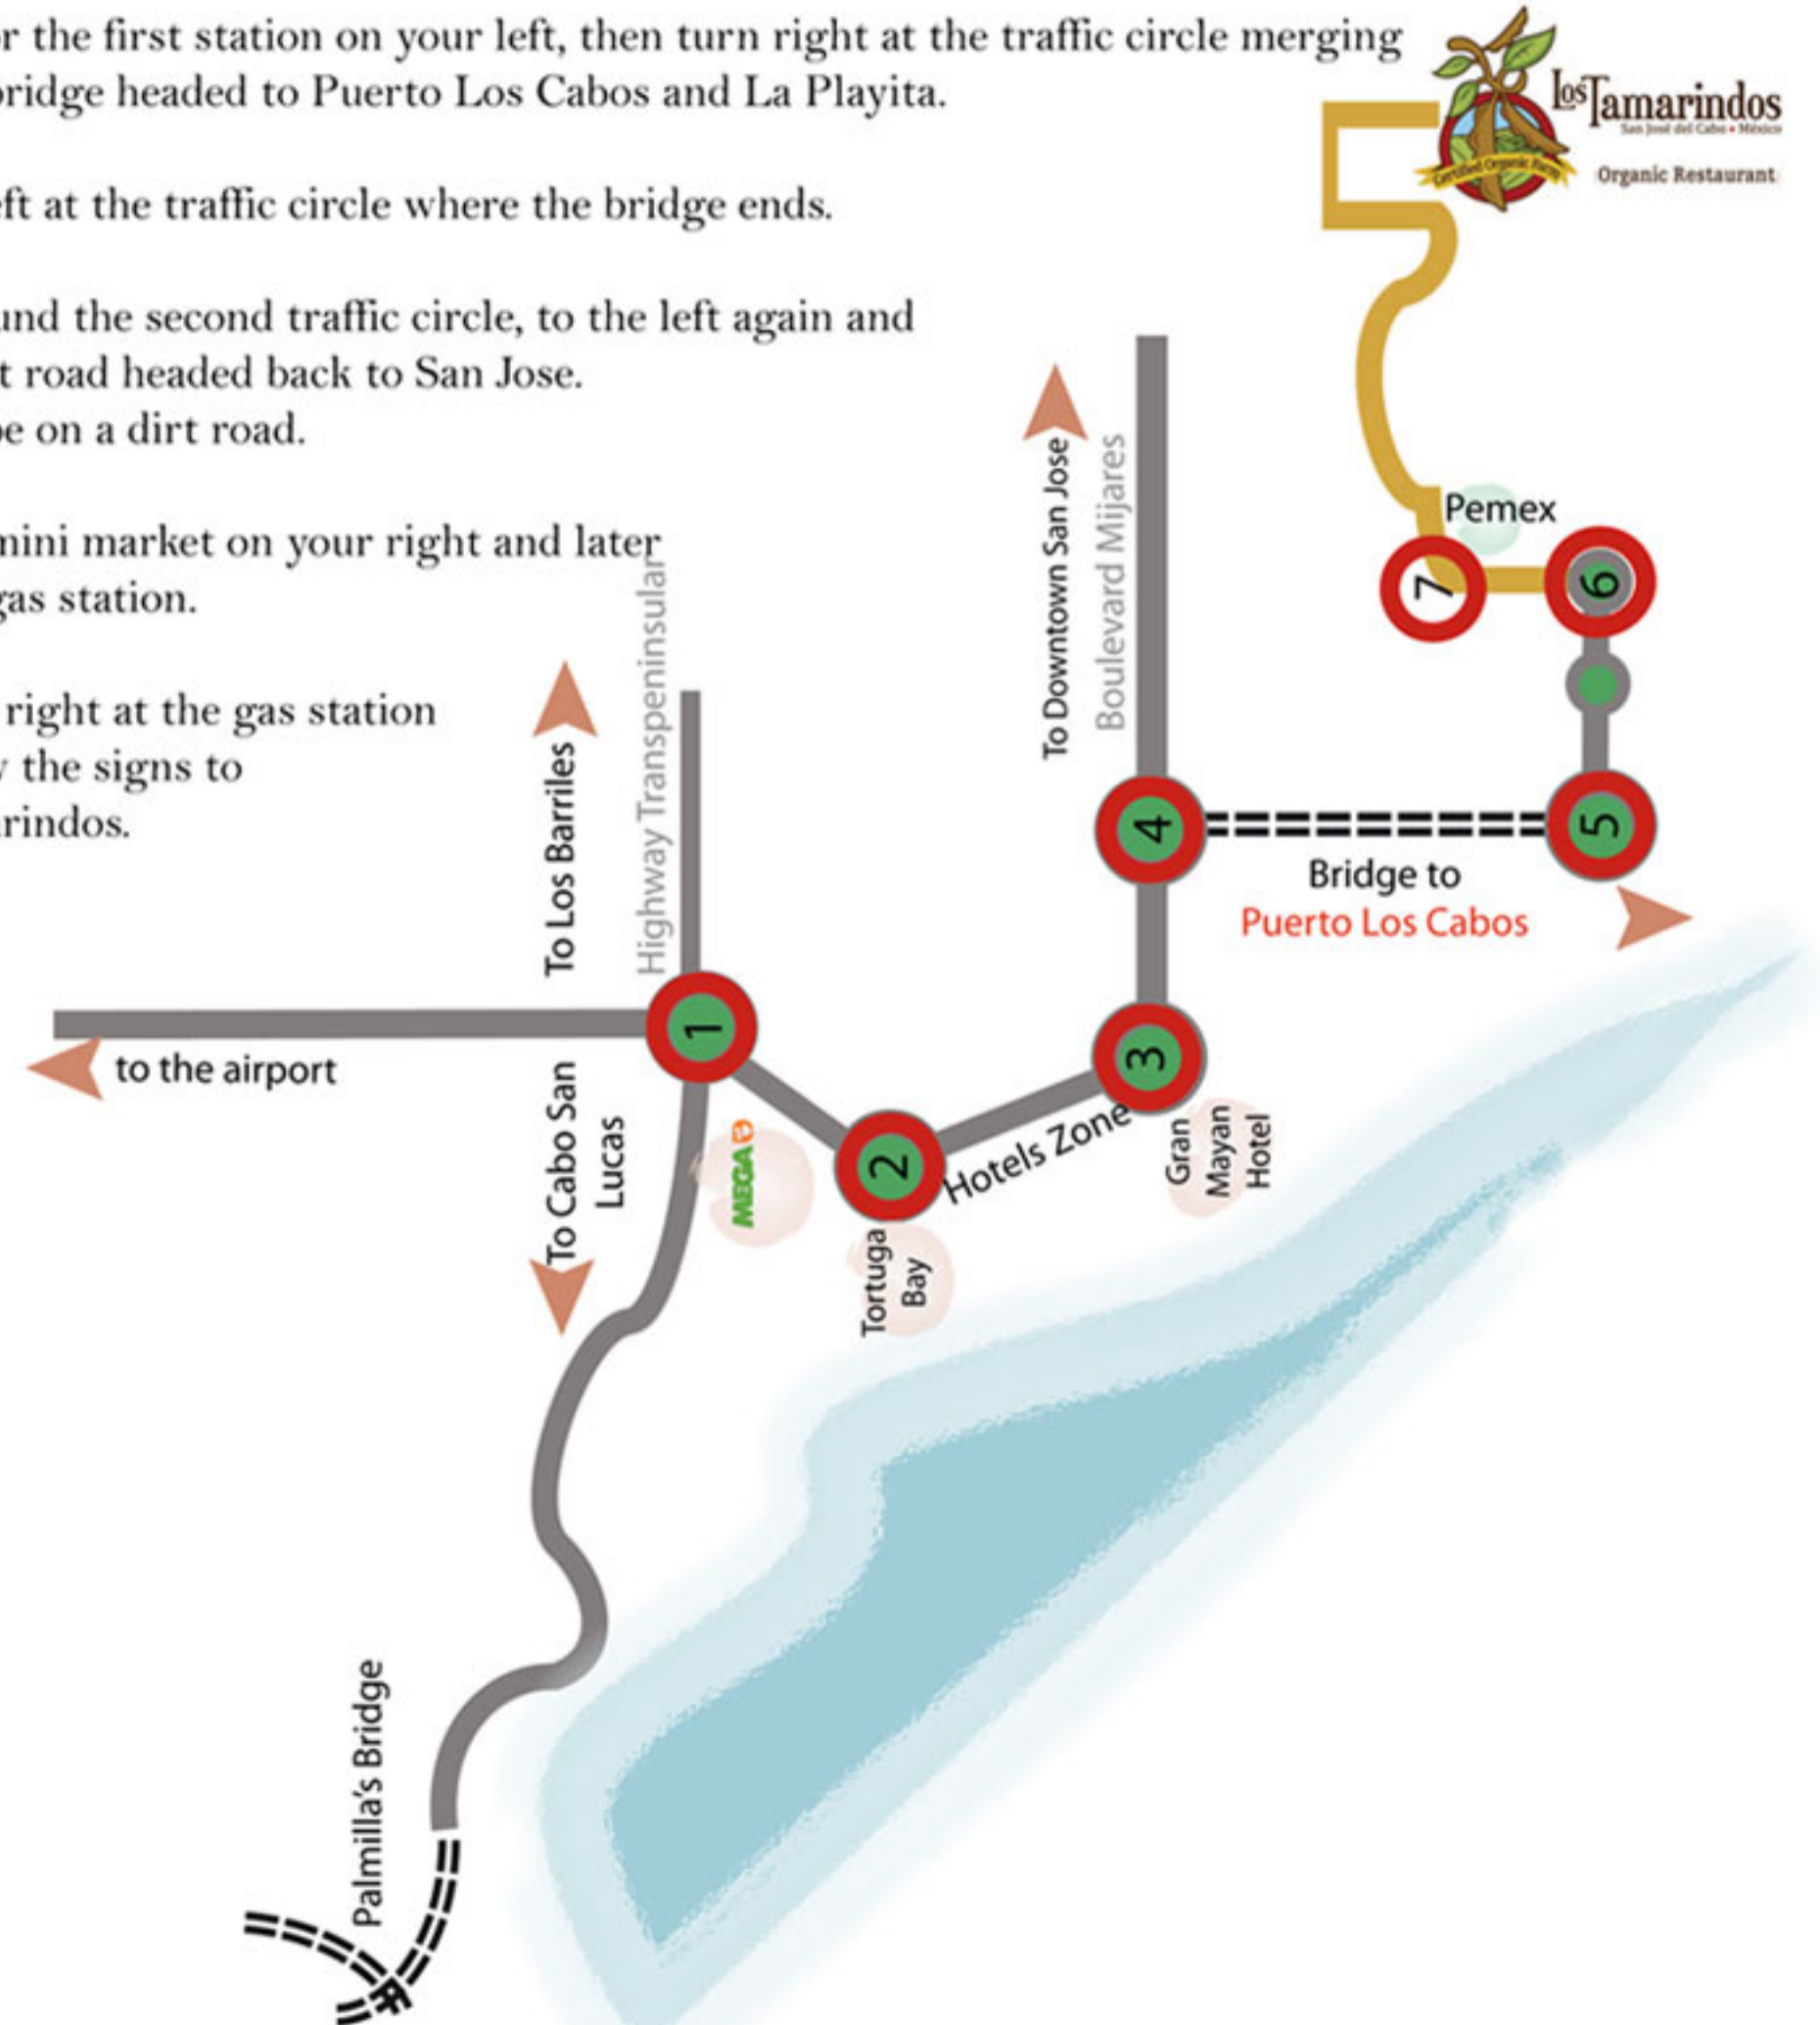 r the first station on your left, then turn right at the traffic circle merging
bridge headed to Puerto Los Cabos and La Playita.
Los Tamarindos
San José del Cabo • México
Certified Organic Farm
Organic Restaurant
eft at the traffic circle where the bridge ends.
und the second traffic circle, to the left again and
t road headed back to San Jose.
be on a dirt road.
mini market on your right and later
gas station.
right at the gas station
y the signs to
arindos.
To Downtown San Jose
Boulevard Mijares
Pemex
7
6
To Los Barriles
Highway Transpeninsular
4
5
Bridge to
Puerto Los Cabos
1
to the airport
3
To Cabo San
Lucas
MEGA
2
Hotels Zone
Gran
Mayan
Hotel
Tortuga
Bay
Palmilla's Bridge